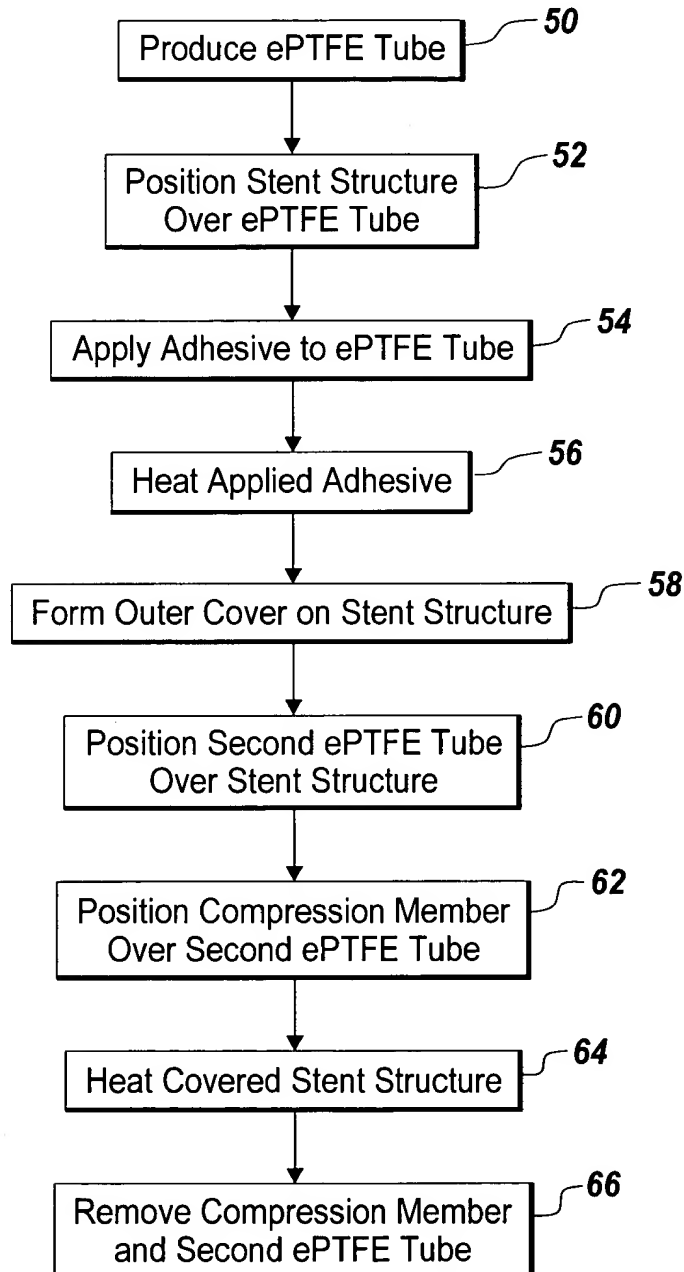 50
Produce ePTFE Tube
52
Position Stent Structure
Over ePTFE Tube
54
Apply Adhesive to ePTFE Tube
56
Heat Applied Adhesive
58
Form Outer Cover on Stent Structure
60
Position Second ePTFE Tube
Over Stent Structure
62
Position Compression Member
Over Second ePTFE Tube
64
Heat Covered Stent Structure
66
Remove Compression Member
and Second ePTFE Tube